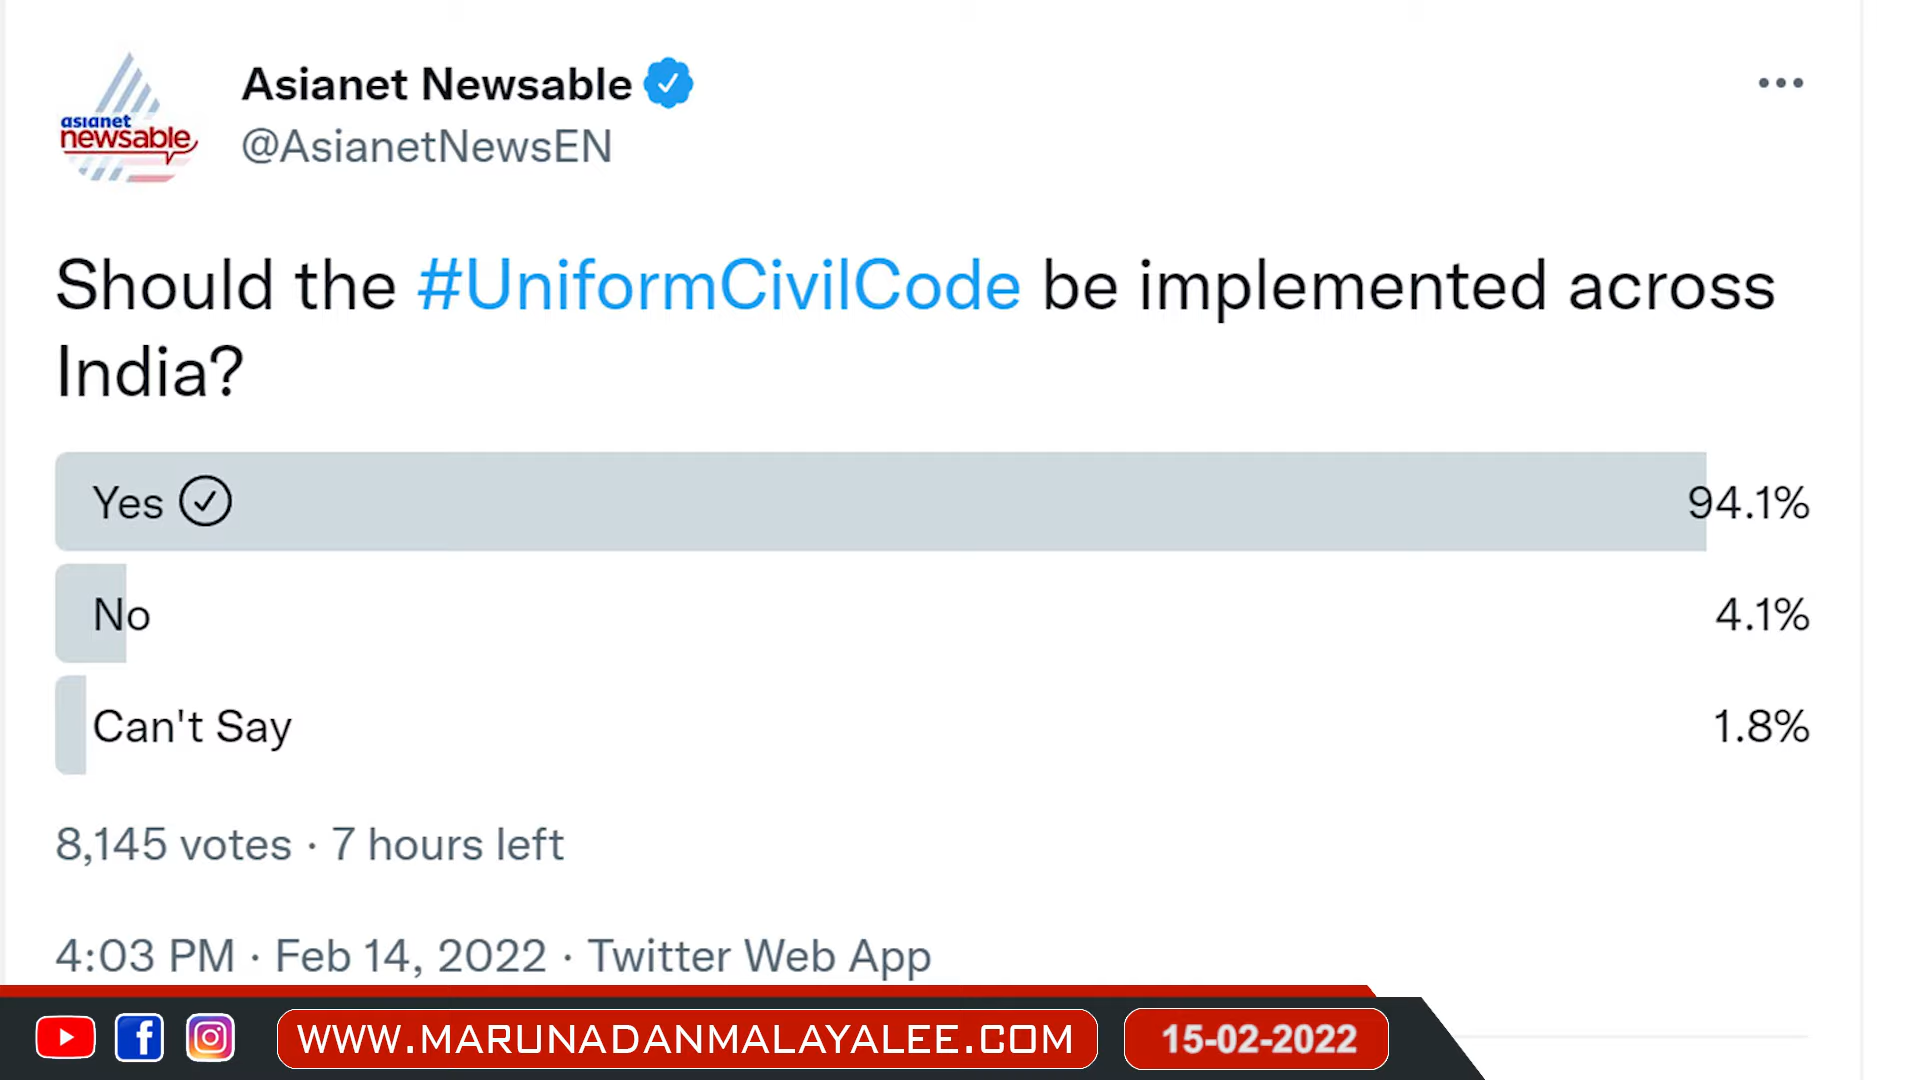 asianet
newsable
Asianet Newsable
@AsianetNewsEN
Should the #UniformCivilCode be implemented across
India?
Yes 94.1%
No 4.1%
Can't Say 1.8%
8,145 votes · 7 hours left
4:03 PM · Feb 14, 2022 · Twitter Web App
WWW.MARUNADANMALAYALEE.COM 15-02-2022